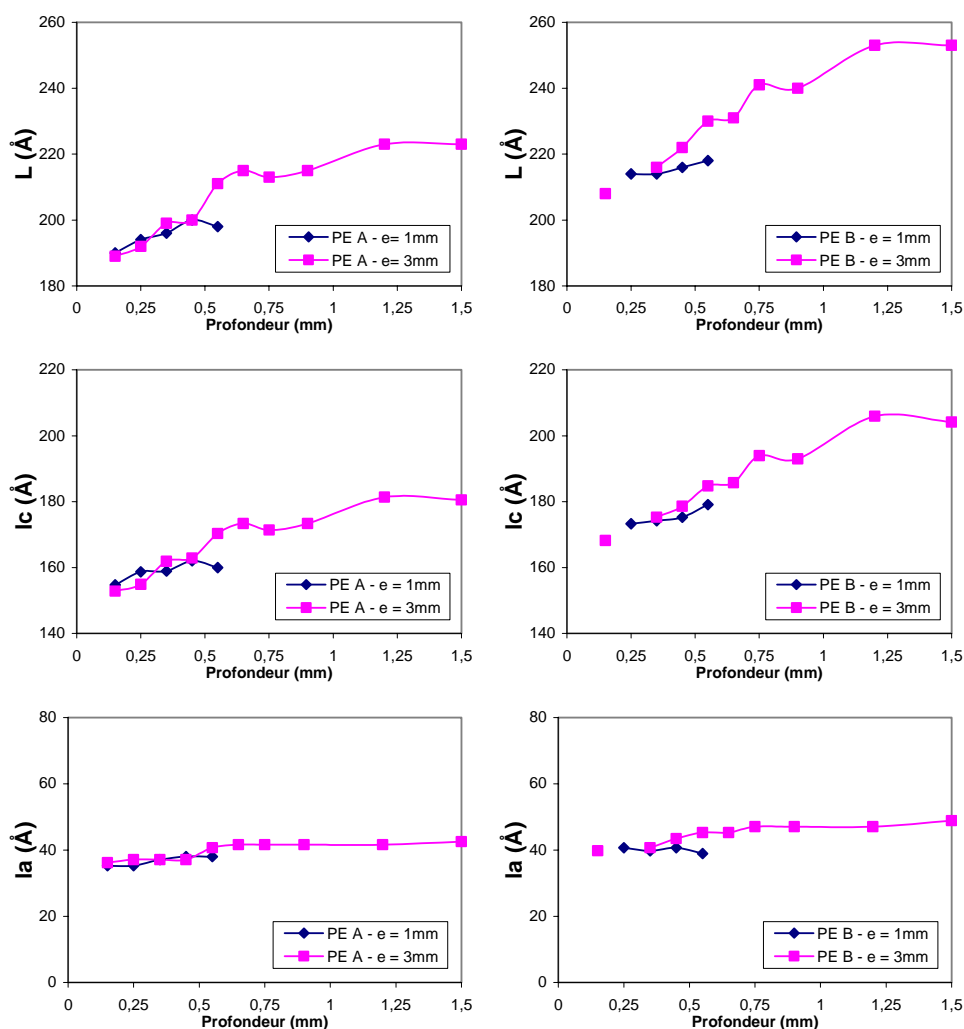 260
240
220
200
180
L (Å)
0 0,25 0,5 0,75 1 1,25 1,5
Profondeur (mm)
PE A - e= 1mm
PE A - e= 3mm
260
250
240
230
220
210
200
190
180
L (Å)
0 0,25 0,5 0,75 1 1,25 1,5
Profondeur (mm)
PE B - e= 1mm
PE B - e = 3mm
220
200
180
160
140
lc (Å)
0 0,25 0,5 0,75 1 1,25 1,5
Profondeur (mm)
PE A - e = 1mm
PE A - e = 3mm
220
200
180
160
140
lc (Å)
0 0,25 0,5 0,75 1 1,25 1,5
Profondeur (mm)
PE B - e = 1mm
PE B - e = 3mm
80
60
40
20
0
la (Å)
0 0,25 0,5 0,75 1 1,25 1,5
Profondeur (mm)
PE A - e = 1mm
PE A - e = 3mm
80
60
40
20
0
la (Å)
0 0,25 0,5 0,75 1 1,25 1,5
Profondeur (mm)
PE B - e = 1mm
PE B - e = 3mm